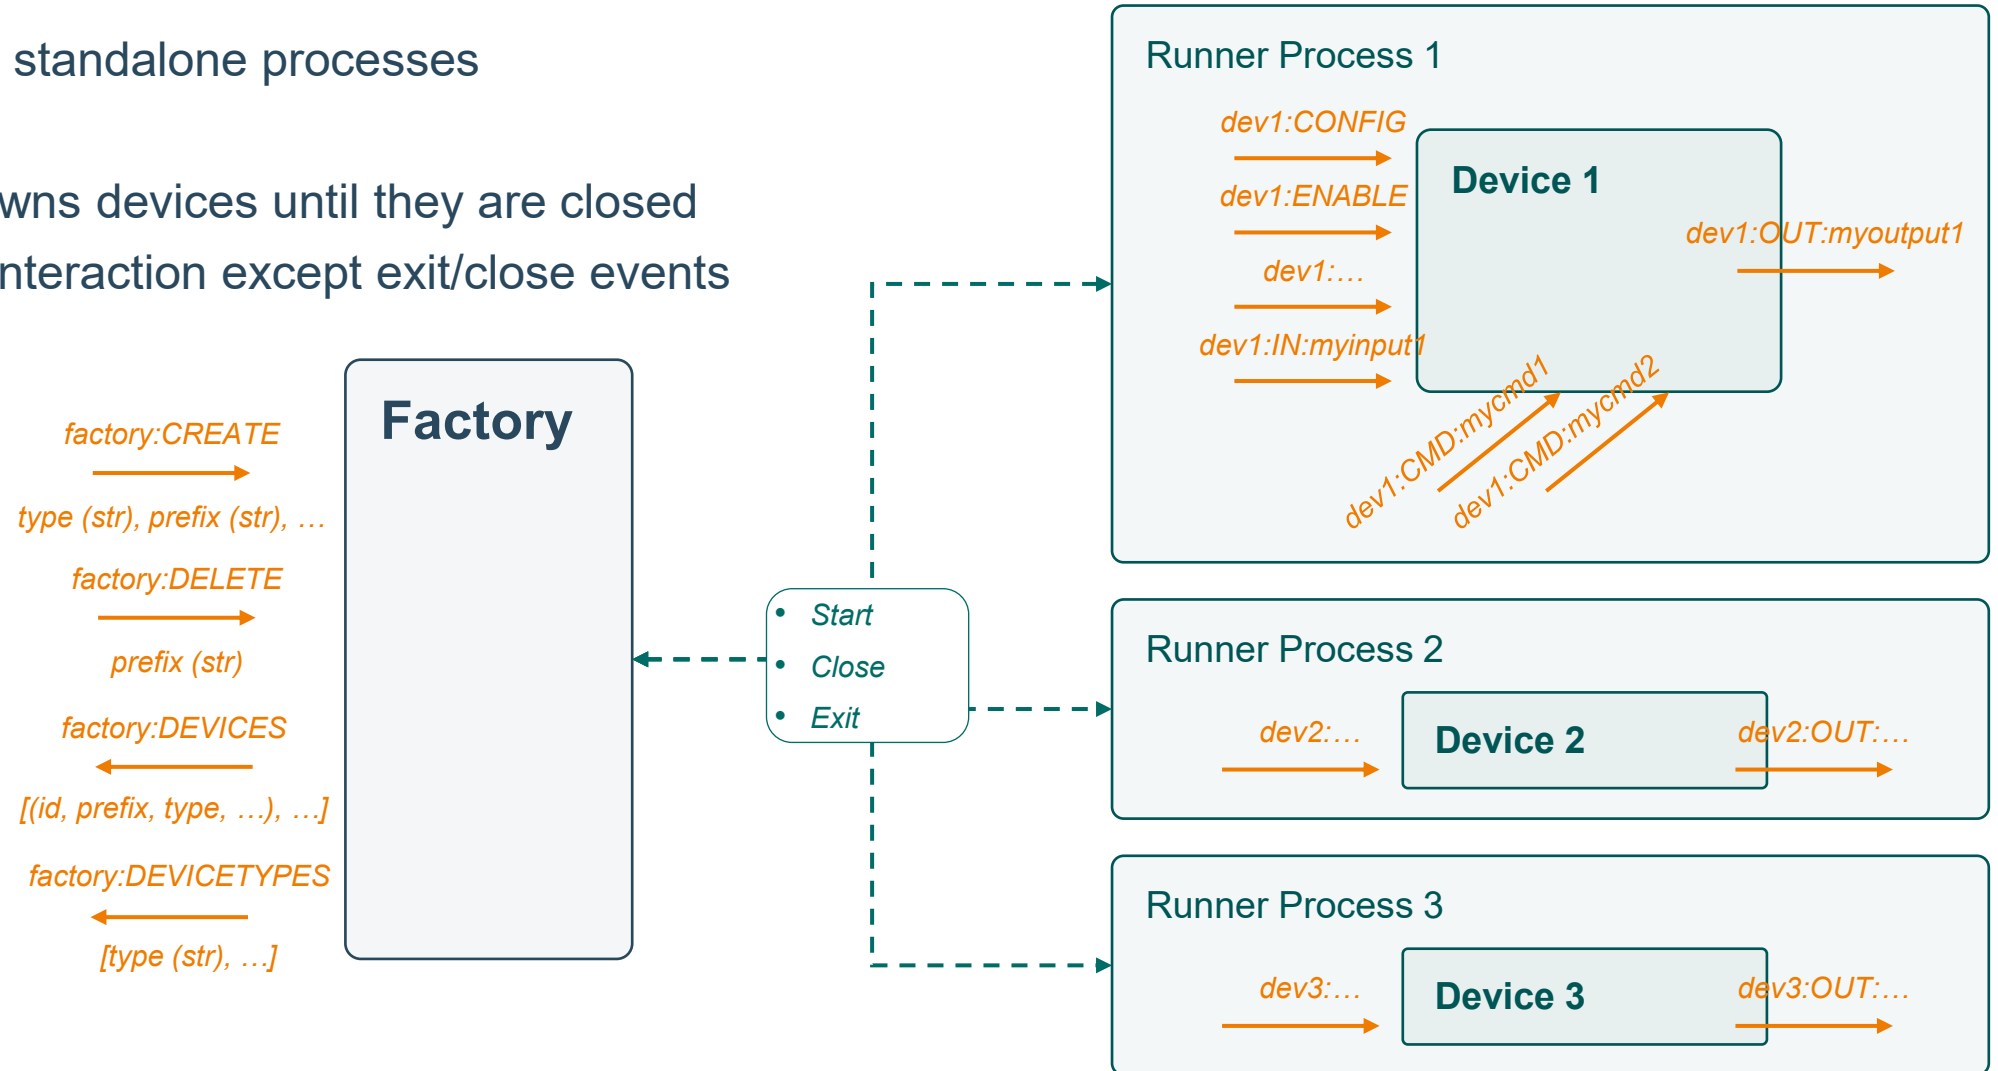 standalone processes
wns devices until they are closed
nteraction except exit/close events
Factory
factory:CREATE
type (str), prefix (str), …
factory:DELETE
prefix (str)
factory:DEVICES
[(id, prefix, type, …), …]
factory:DEVICETYPES
[type (str), …]
• Start
• Close
• Exit
Runner Process 1
dev1:CONFIG
dev1:ENABLE
dev1:…
dev1:IN:myinput1
Device 1
dev1:OUT:myoutput1
dev1:CMD:mycmd1
dev1:CMD:mycmd2
Runner Process 2
dev2:…
Device 2
dev2:OUT:…
Runner Process 3
dev3:…
Device 3
dev3:OUT:…